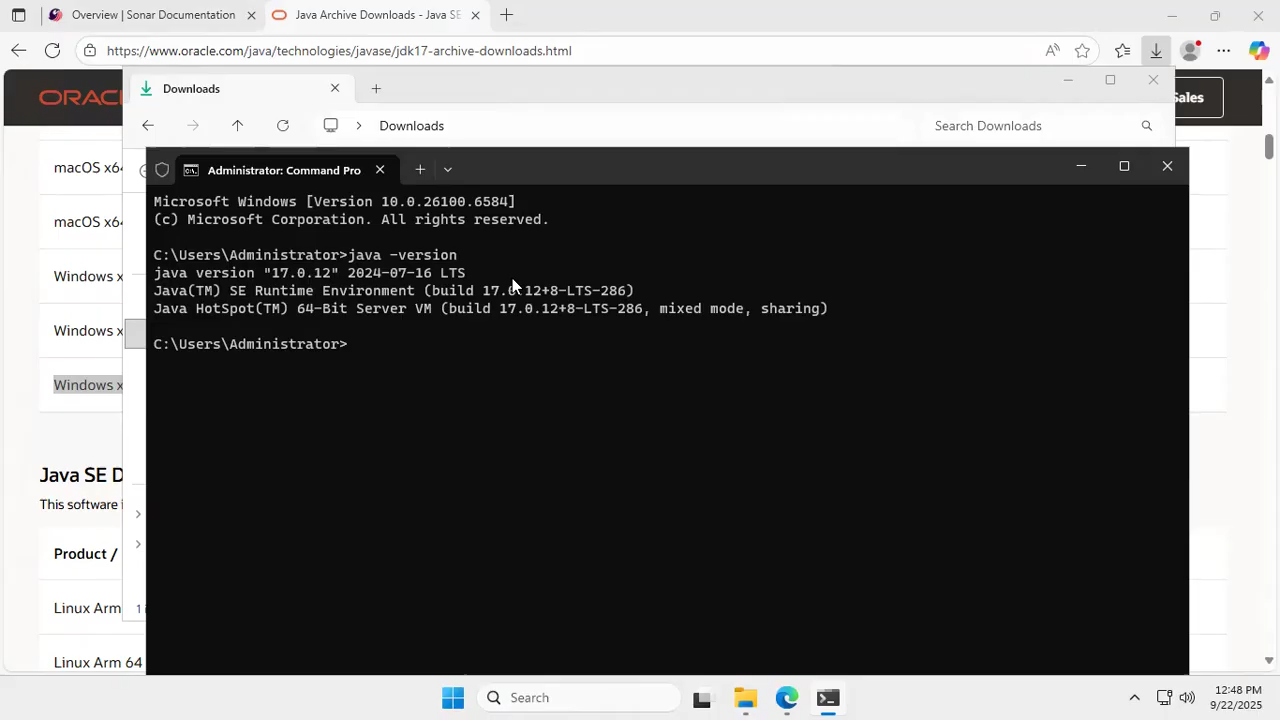 Overview | Sonar Documentation
Java Archive Downloads - Java SE
https://www.oracle.com/java/technologies/javase/jdk17-archive-downloads.html
ORAC
Sales
Downloads
Downloads
Search Downloads
macOS x64
macOS x6
Windows x
Windows x
Windows x
Java SE D
This software i
Product /
Linux Arm
Linux Arm 64
1 i
Administrator: Command Pro
Microsoft Windows [Version 10.0.26100.6584]
(c) Microsoft Corporation. All rights reserved.
C:\Users\Administrator>java -version
java version "17.0.12" 2024-07-16 LTS
Java(TM) SE Runtime Environment (build 17.0.12+8-LTS-286)
Java HotSpot(TM) 64-Bit Server VM (build 17.0.12+8-LTS-286, mixed mode, sharing)
C:\Users\Administrator>
Search
12:48 PM
9/22/2025